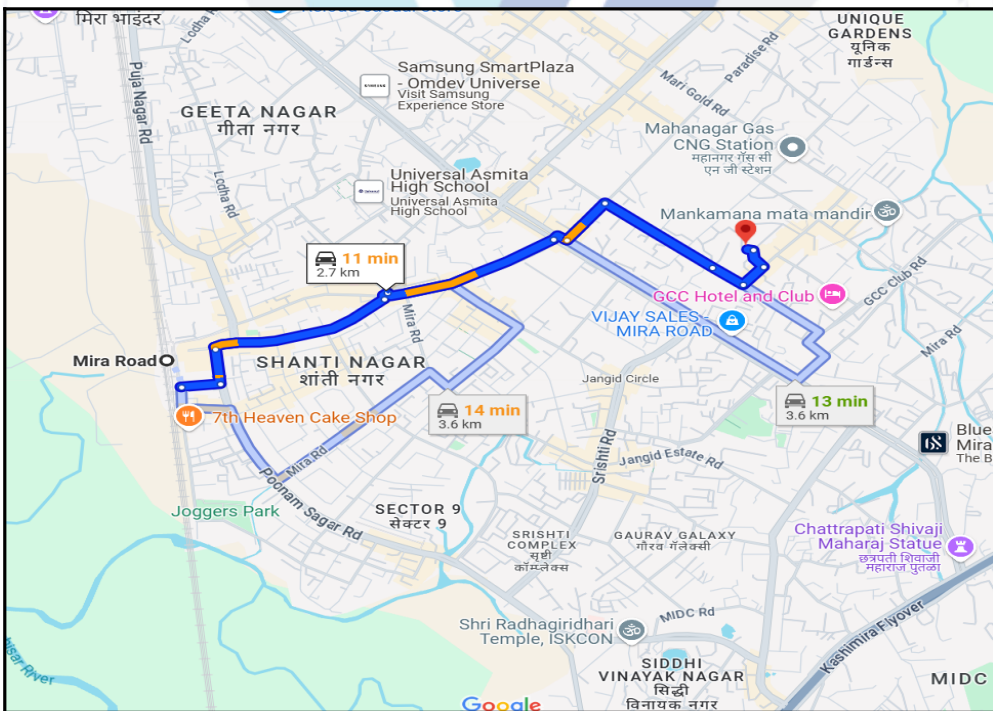 मिरा भाइंदर
UNIQUE
GARDENS
यूनिक
गार्डन्स
Lodha Rd
Puja Nagar Rd
Paradise Rd
Samsung SmartPlaza
- Omdev Universe
Visit Samsung
Experience Store
SAMSUNG
Mari Gold Rd
GEETA NAGAR
गीता नगर
Mahanagar Gas
CNG Station
महानगर गॅस सी
एन जी स्टेशन
Universal Asmita
High School
Universal Asmita
High School
Lodha Rd
Mankamana mata mandir
11 min
2.7 km
GCC Club Rd
GCC Hotel and Club
Mira Rd
VIJAY SALES -
MIRA ROAD
Mira Rd
Mira Road
SHANTI NAGAR
शांती नगर
Jangid Circle
14 min
3.6 km
13 min
3.6 km
7th Heaven Cake Shop
Blue
Mira
The B
Srishti Rd
Jangid Estate Rd
Mira Rd
Poonam Sagar Rd
Joggers Park
SECTOR 9
सेक्टर 9
SRISHTI
COMPLEX
सृष्टी
कॉम्प्लेक्स
GAURAV GALAXY
गौरव गॅलेक्सी
Chattrapati Shivaji
Maharaj Statue
छत्रपती शिवाजी
महाराज पुतळा
MIDC Rd
Shri Radhagiridhari
Temple, ISKCON
Kashimira Flyover
SIDDHI
VINAYAK NAGAR
सिद्धी
विनायक नगर
MIDC
River
Google